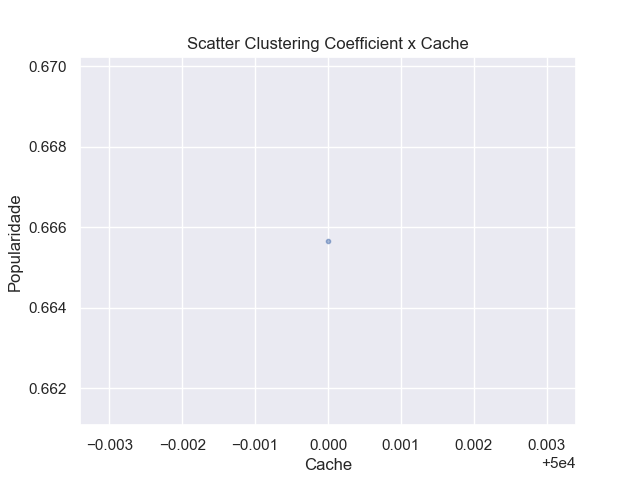 Scatter Clustering Coefficient x Cache
0.670
0.668
0.666
0.664
0.662
Popularidade
−0.003 −0.002 −0.001 0.000 0.001 0.002 0.003
+5e4
Cache